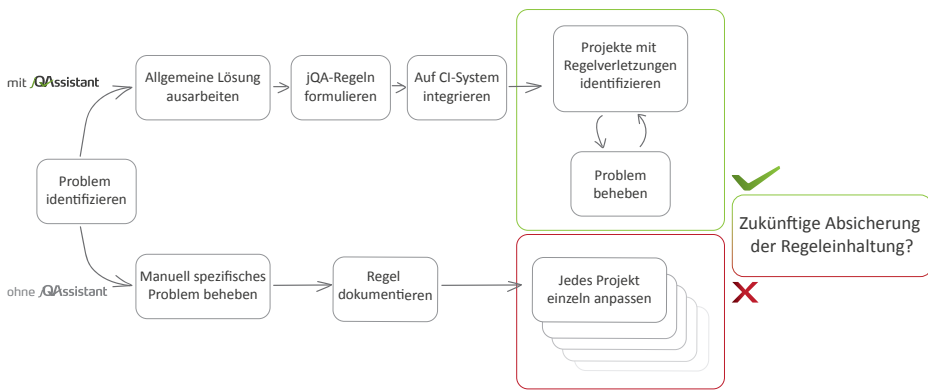 mit jQAssistant
Allgemeine Lösung
ausarbeiten
jQA-Regeln
formulieren
Auf CI-System
integrieren
Projekte mit
Regelverletzungen
identifizieren
Problem
beheben
Problem
identifizieren
Zukünftige Absicherung
der Regeleinhaltung?
ohne jQAssistant
Manuell spezifisches
Problem beheben
Regel
dokumentieren
Jedes Projekt
einzeln anpassen